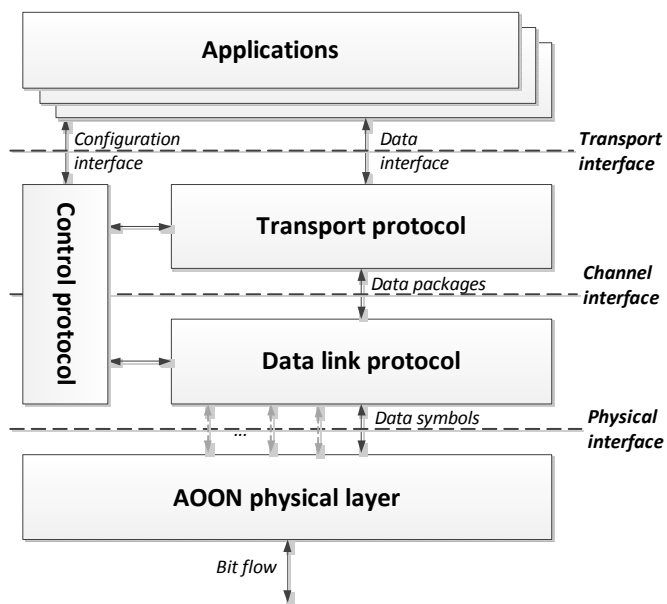 Applications
Configuration
interface
Data
interface
Transport
interface
Control protocol
Transport protocol
Data packages
Channel
interface
Data link protocol
...
Data symbols
Physical
interface
AOON physical layer
Bit flow